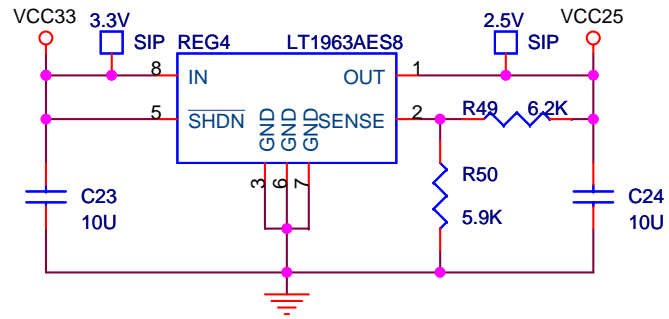 VCC33
3.3V
SIP
REG4
LT1963AES8
2.5V
VCC25
SIP
8
IN
OUT
1
5
SHDN
GND
GND
GND
SENSE
2
R49
6.2K
3
6
7
R50
5.9K
C23
10U
C24
10U